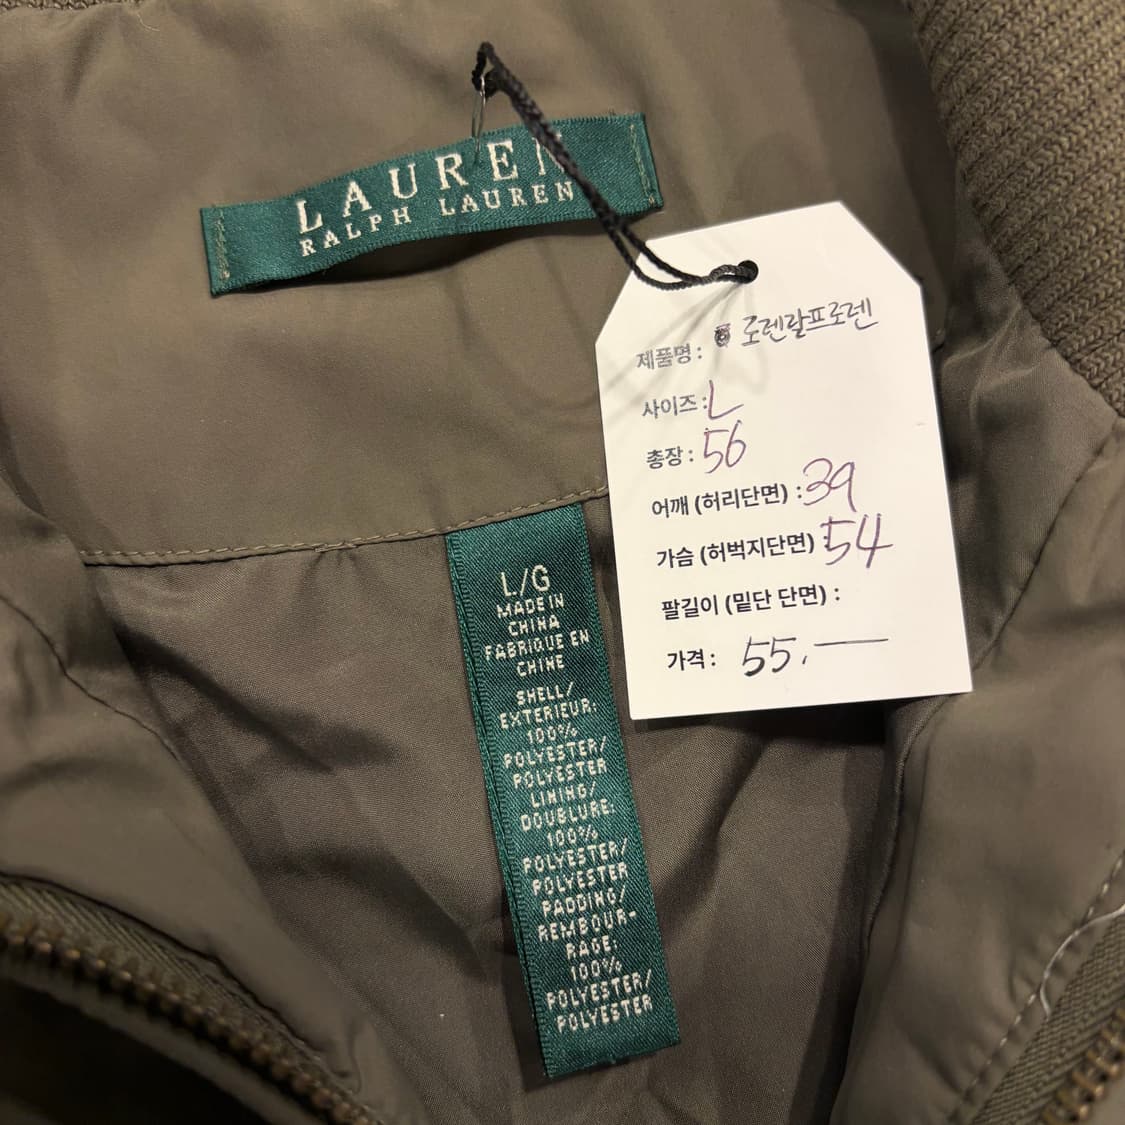 LAUREN
RALPH LAUREN
제품명 : 로렌랄프로렌
사이즈 : L
총장 : 56
어깨 (허리단면) : 39
가슴 (허벅지단면) : 54
팔길이 (밑단 단면) :
가격 : 55,—
L/G
MADE IN
CHINA
FABRIQUE EN
CHINE
SHELL/
EXTERIEUR:
100%
POLYESTER/
POLYESTER
LINING/
DOUBLURE:
100%
POLYESTER/
POLYESTER
PADDING/
REMBOUR-
RAGE:
100%
POLYESTER/
POLYESTER